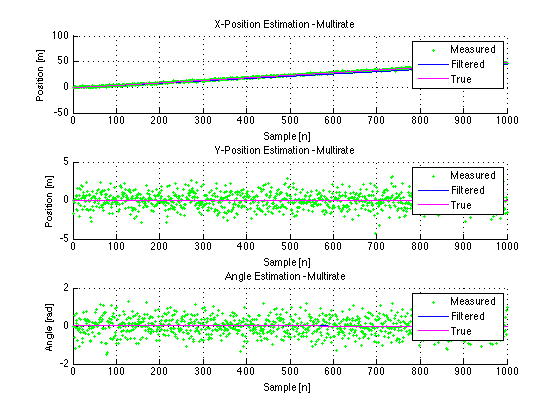 X-Position Estimation -Multirate
100
50
0
-50
Position [m]
Measured
Filtered
True
0 100 200 300 400 500 600 700 800 900 1000
Sample [n]
Y-Position Estimation -Multirate
5
0
-5
Position [m]
Measured
Filtered
True
0 100 200 300 400 500 600 700 800 900 1000
Sample [n]
Angle Estimation -Multirate
2
0
-2
Angle [rad]
Measured
Filtered
True
0 100 200 300 400 500 600 700 800 900 1000
Sample [n]